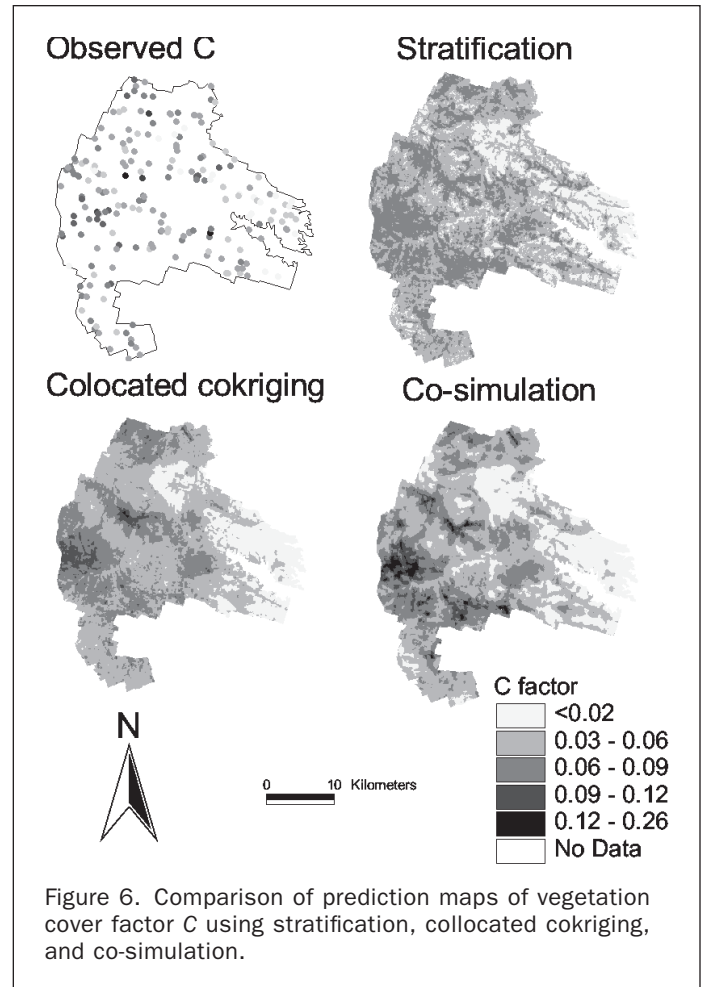 Observed C
Stratification
Colocated cokriging
Co-simulation
N
0 10 Kilometers
C factor
<0.02
0.03 - 0.06
0.06 - 0.09
0.09 - 0.12
0.12 - 0.26
No Data
Figure 6. Comparison of prediction maps of vegetation
cover factor C using stratification, collocated cokriging,
and co-simulation.